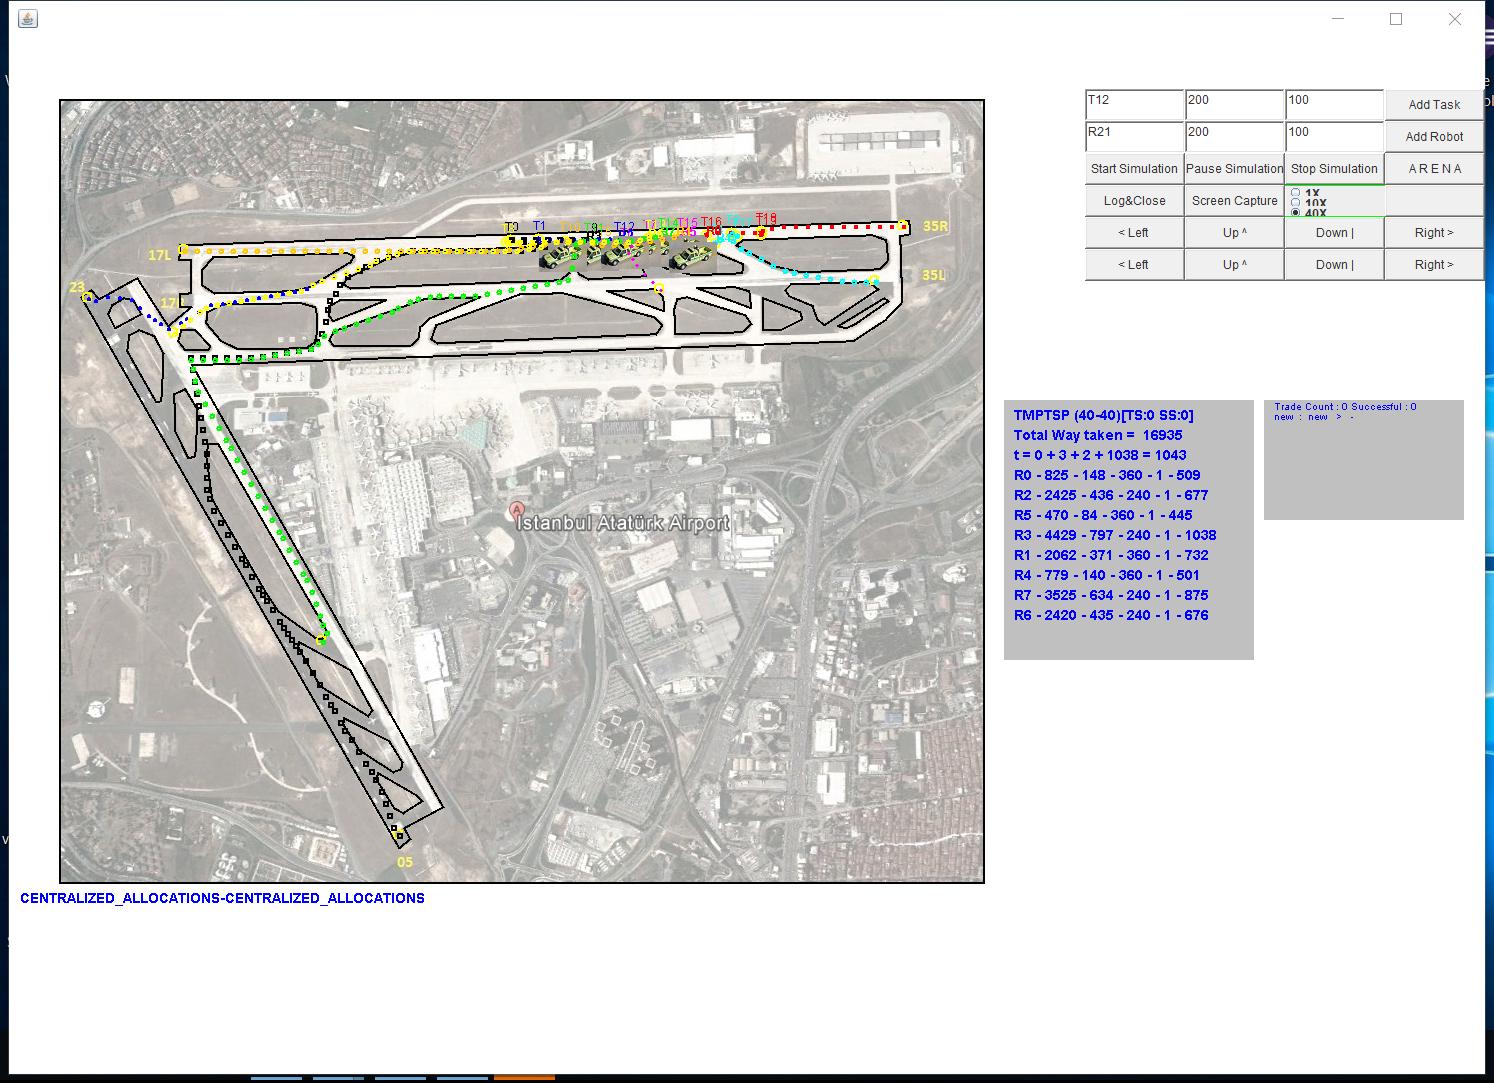 T12 200 100 Add Task
R21 200 100 Add Robot
Start Simulation Pause Simulation Stop Simulation A R E N A
Log&Close Screen Capture 1X
10X
40X
< Left Up ^ Down | Right >
< Left Up ^ Down | Right >
T0 T1 T12 T15 T16 T18
35R
17L
35L
23
05
A
İstanbul Atatürk Airport
TMPTSP (40-40)[TS:0 SS:0]
Total Way taken = 16935
t = 0 + 3 + 2 + 1038 = 1043
R0 - 825 - 148 - 360 - 1 - 509
R2 - 2425 - 436 - 240 - 1 - 677
R5 - 470 - 84 - 360 - 1 - 445
R3 - 4429 - 797 - 240 - 1 - 1038
R1 - 2062 - 371 - 360 - 1 - 732
R4 - 779 - 140 - 360 - 1 - 501
R7 - 3525 - 634 - 240 - 1 - 875
R6 - 2420 - 435 - 240 - 1 - 676
Trade Count : 0 Successful : 0
new : new > -
CENTRALIZED_ALLOCATIONS-CENTRALIZED_ALLOCATIONS